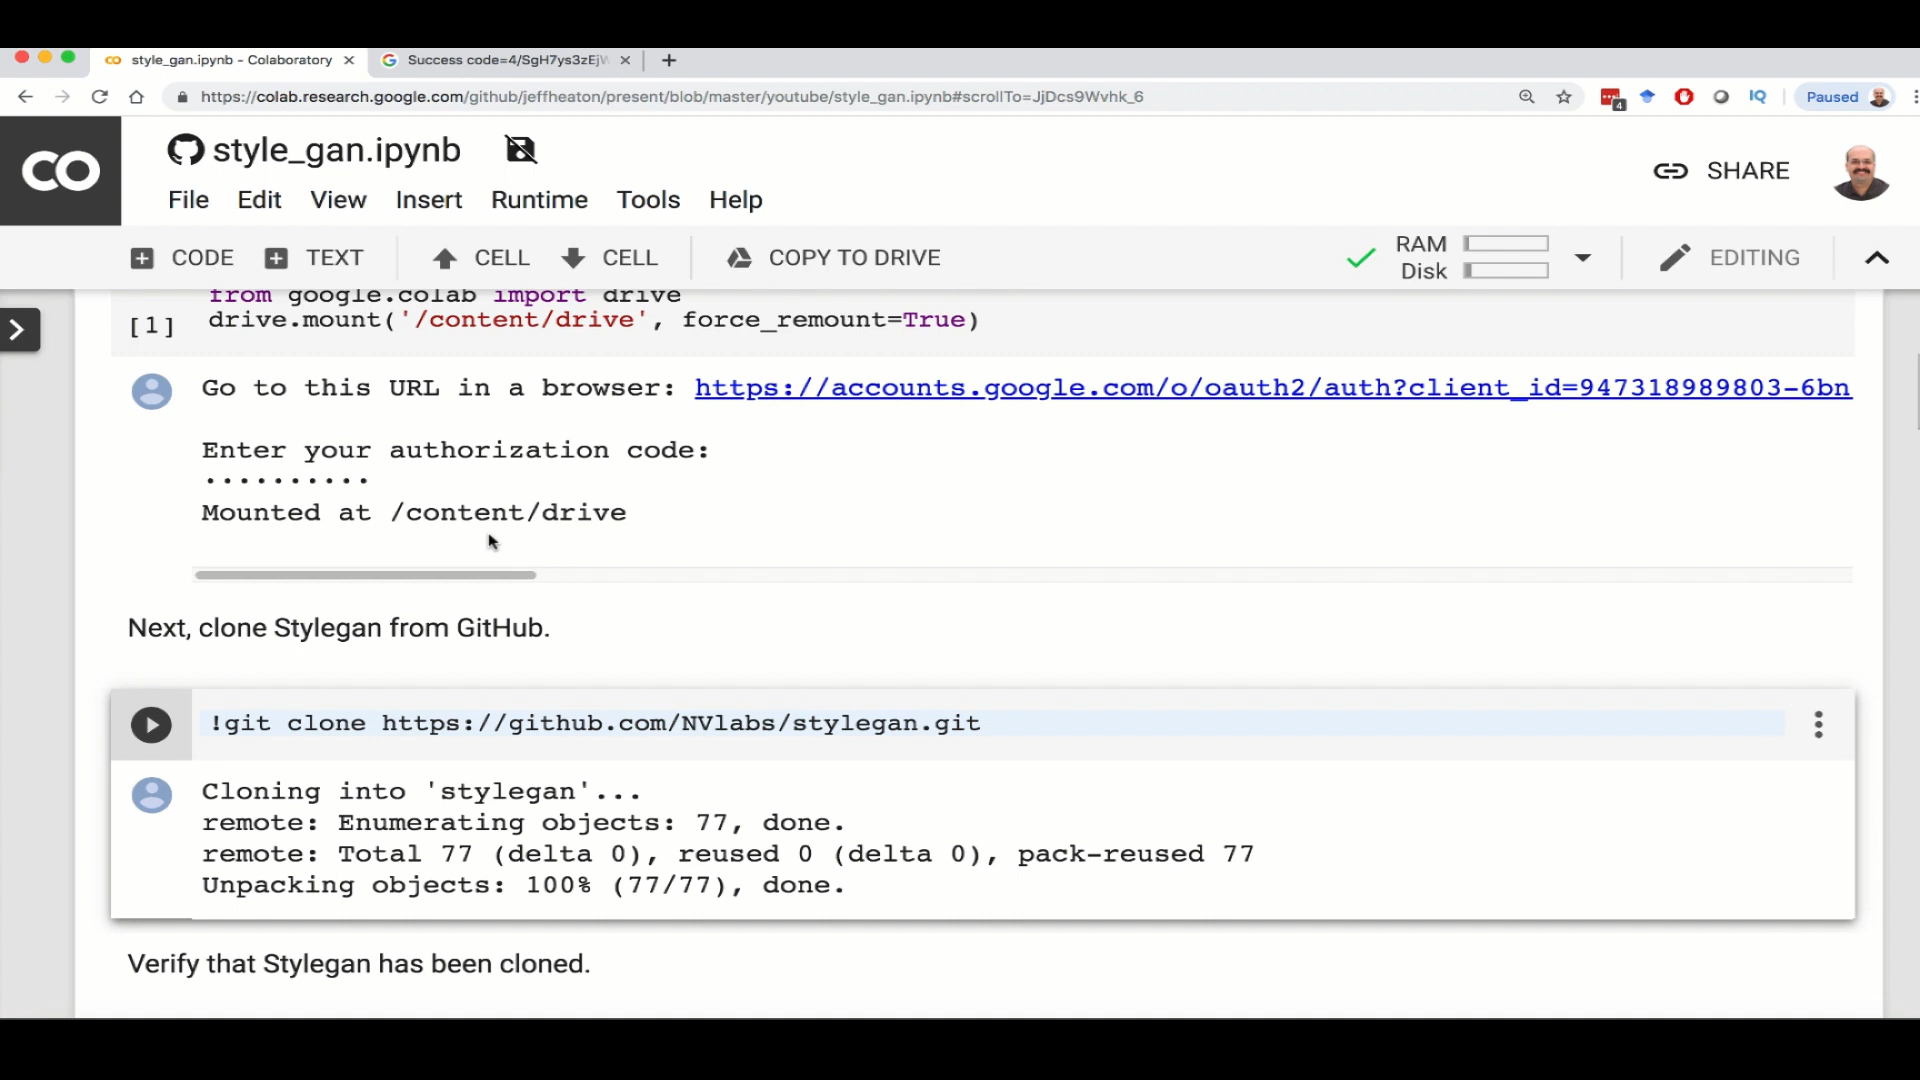 style_gan.ipynb - Colaboratory
Success code=4/SgH7ys3zEjW
https://colab.research.google.com/github/jeffheaton/present/blob/master/youtube/style_gan.ipynb#scrollTo=JjDcs9Wvhk_6
4
IQ
Paused
CO
style_gan.ipynb
SHARE
File Edit View Insert Runtime Tools Help
CODE TEXT CELL CELL COPY TO DRIVE
RAM
Disk
EDITING
from google.colab import drive
[1] drive.mount('/content/drive', force_remount=True)
Go to this URL in a browser: https://accounts.google.com/o/oauth2/auth?client_id=947318989803-6bn
Enter your authorization code:
··········
Mounted at /content/drive
Next, clone Stylegan from GitHub.
!git clone https://github.com/NVlabs/stylegan.git
Cloning into 'stylegan'...
remote: Enumerating objects: 77, done.
remote: Total 77 (delta 0), reused 0 (delta 0), pack-reused 77
Unpacking objects: 100% (77/77), done.
Verify that Stylegan has been cloned.